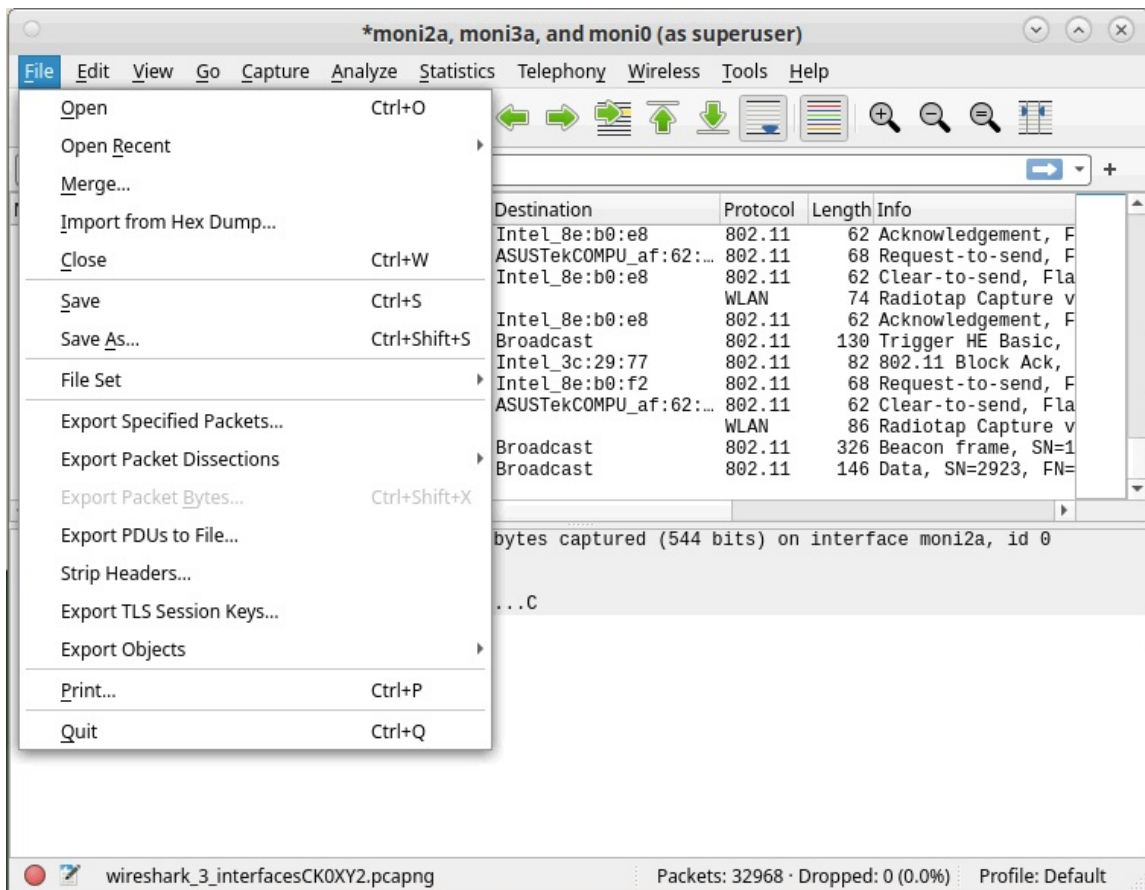 *moni2a, moni3a, and moni0 (as superuser)
File Edit View Go Capture Analyze Statistics Telephony Wireless Tools Help
Open Ctrl+O
Open Recent
Merge...
Import from Hex Dump...
Close Ctrl+W
Save Ctrl+S
Save As... Ctrl+Shift+S
File Set
Export Specified Packets...
Export Packet Dissections
Export Packet Bytes... Ctrl+Shift+X
Export PDUs to File...
Strip Headers...
Export TLS Session Keys...
Export Objects
Print... Ctrl+P
Quit Ctrl+Q
Destination Protocol Length Info
Intel_8e:b0:e8 802.11 62 Acknowledgement, F
ASUSTekCOMPU_af:62:… 802.11 68 Request-to-send, F
Intel_8e:b0:e8 802.11 62 Clear-to-send, Fla
WLAN 74 Radiotap Capture v
Intel_8e:b0:e8 802.11 62 Acknowledgement, F
Broadcast 802.11 130 Trigger HE Basic,
Intel_3c:29:77 802.11 82 802.11 Block Ack,
Intel_8e:b0:f2 802.11 68 Request-to-send, F
ASUSTekCOMPU_af:62:… 802.11 62 Clear-to-send, Fla
WLAN 86 Radiotap Capture v
Broadcast 802.11 326 Beacon frame, SN=1
Broadcast 802.11 146 Data, SN=2923, FN=
bytes captured (544 bits) on interface moni2a, id 0
...C
wireshark_3_interfacesCK0XY2.pcapng Packets: 32968 · Dropped: 0 (0.0%) Profile: Default